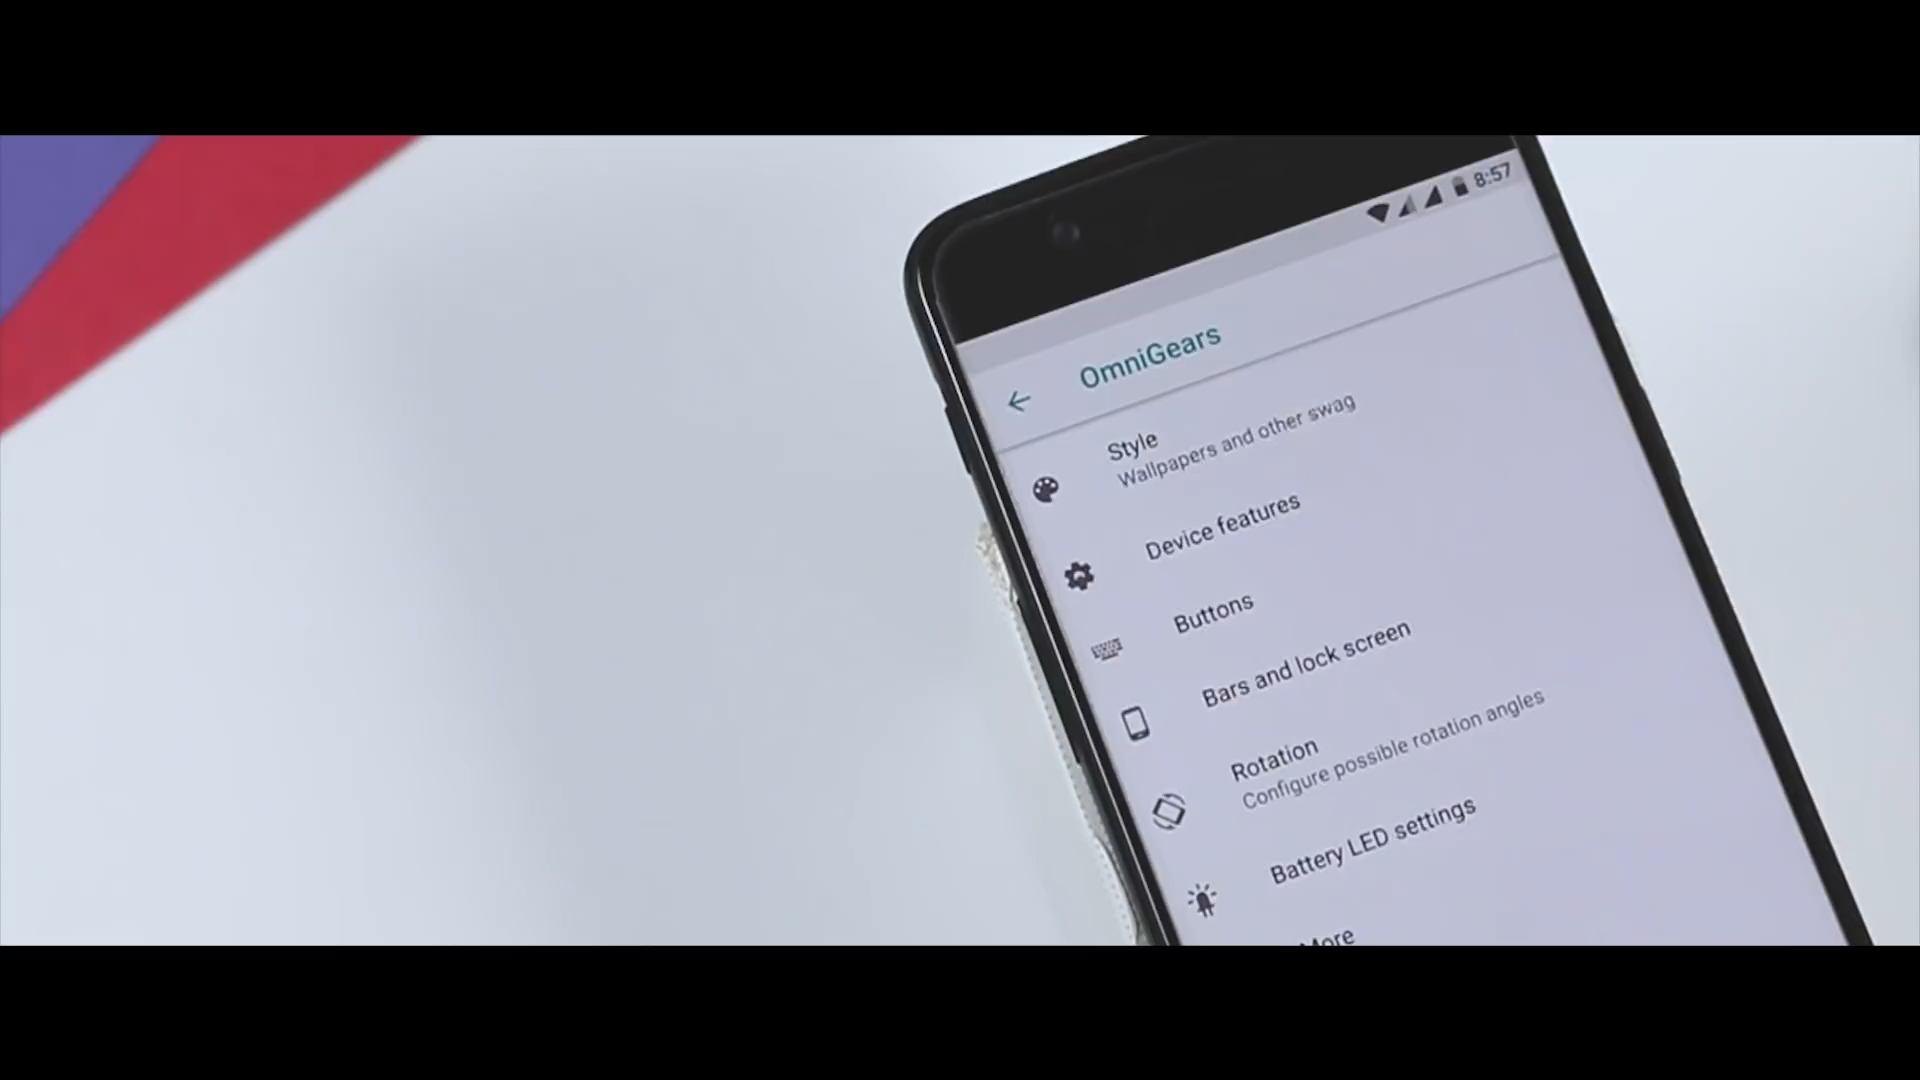 8:57
OmniGears
Style
Wallpapers and other swag
Device features
Buttons
Bars and lock screen
Rotation
Configure possible rotation angles
Battery LED settings
More